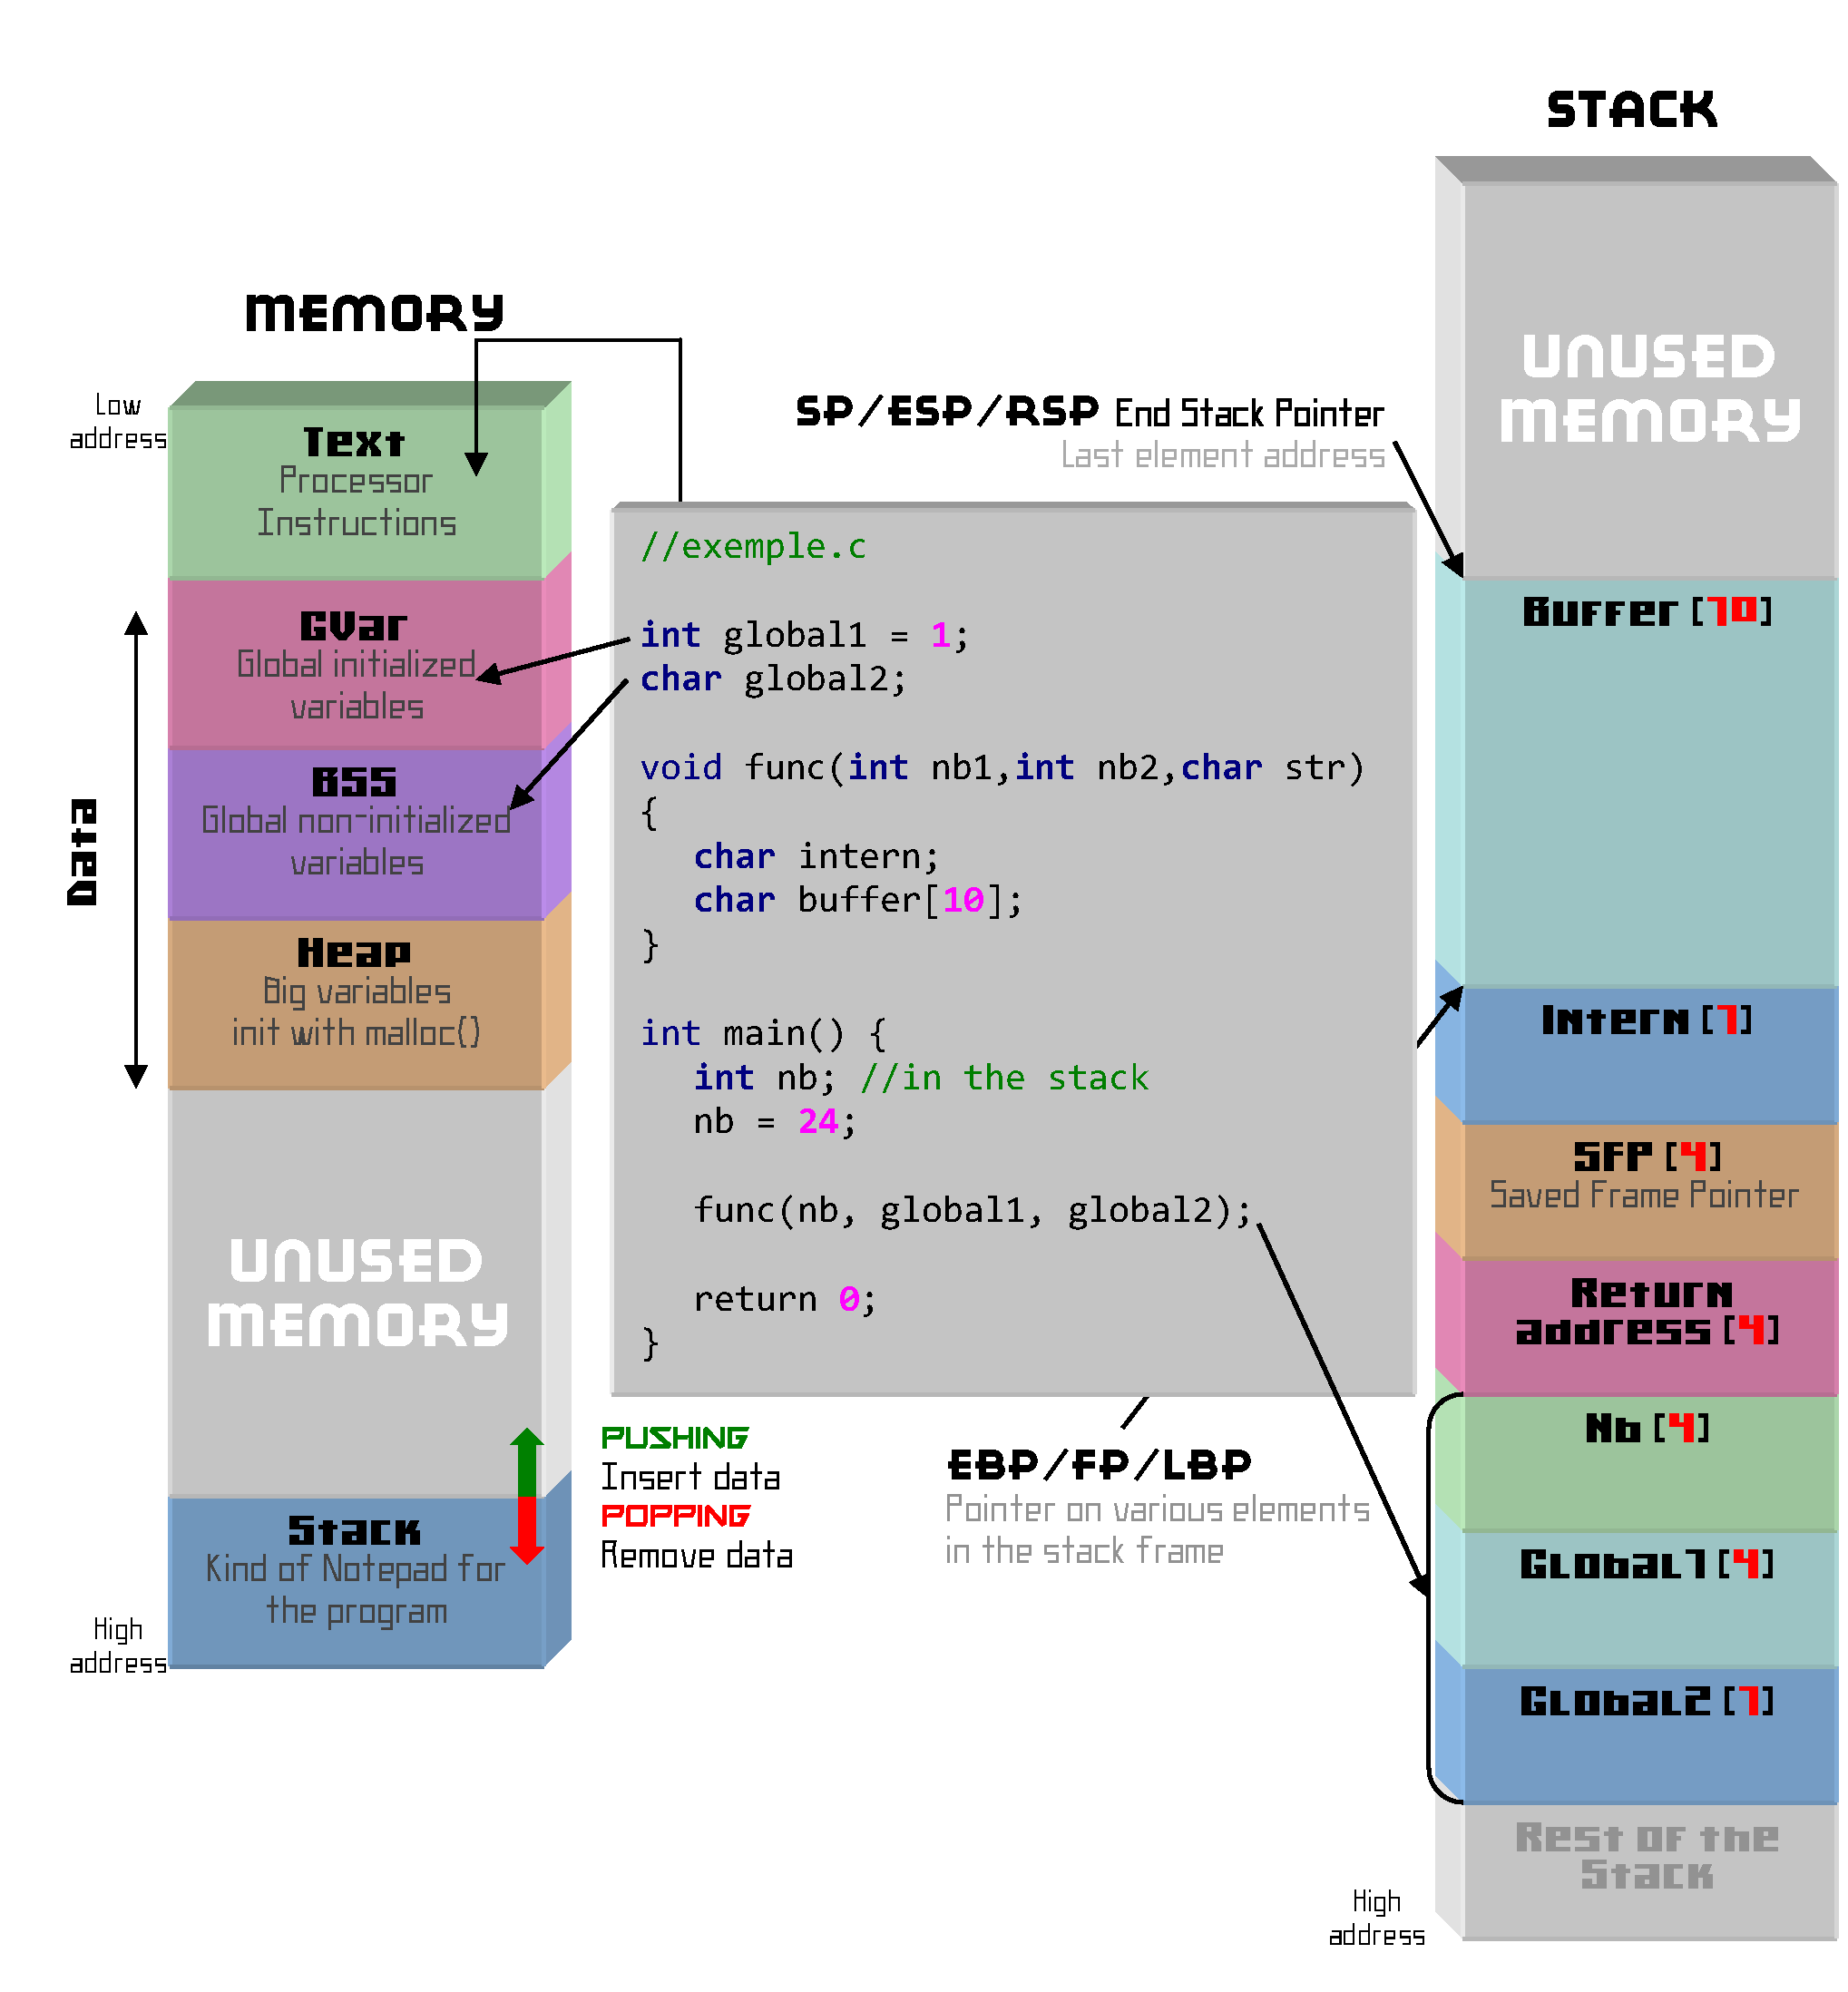 STACK
UNUSED
MEMORY
MEMORY
Low
address
Text
Processor
Instructions
GVar
Global initialized
variables
BSS
Global non-initialized
variables
Heap
Big variables
init with malloc()
Data
UNUSED
MEMORY
Stack
Kind of Notepad for
the program
High
address
PUSHING
Insert data
POPPING
Remove data
SP/ESP/RSP End Stack Pointer
Last element address
//exemple.c
int global1 = 1;
char global2;
void func(int nb1,int nb2,char str)
{
char intern;
char buffer[10];
}
int main() {
int nb; //in the stack
nb = 24;
func(nb, global1, global2);
return 0;
}
EBP/FP/LBP
Pointer on various elements
in the stack frame
Buffer [10]
Intern [1]
SFP [4]
Saved Frame Pointer
Return
address [4]
Nb [4]
Global1 [4]
Global2 [1]
Rest of the
Stack
High
address